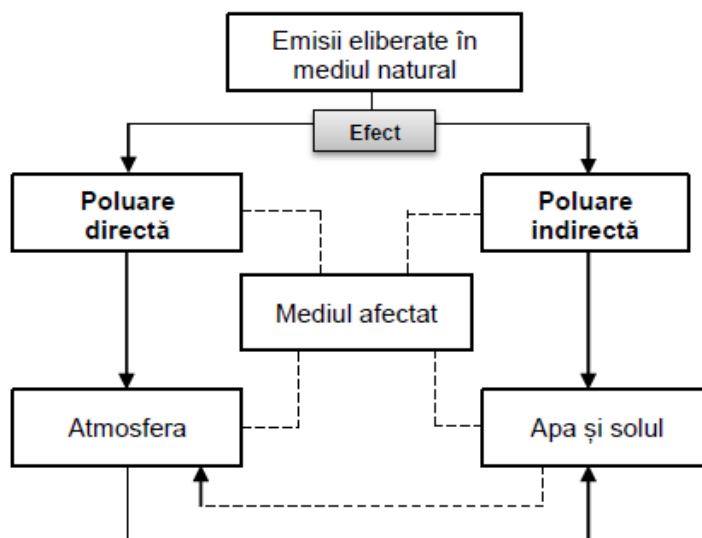 Emisii eliberate în
mediul natural
Efect
Poluare
directă
Poluare
indirectă
Mediul afectat
Atmosfera
Apa și solul